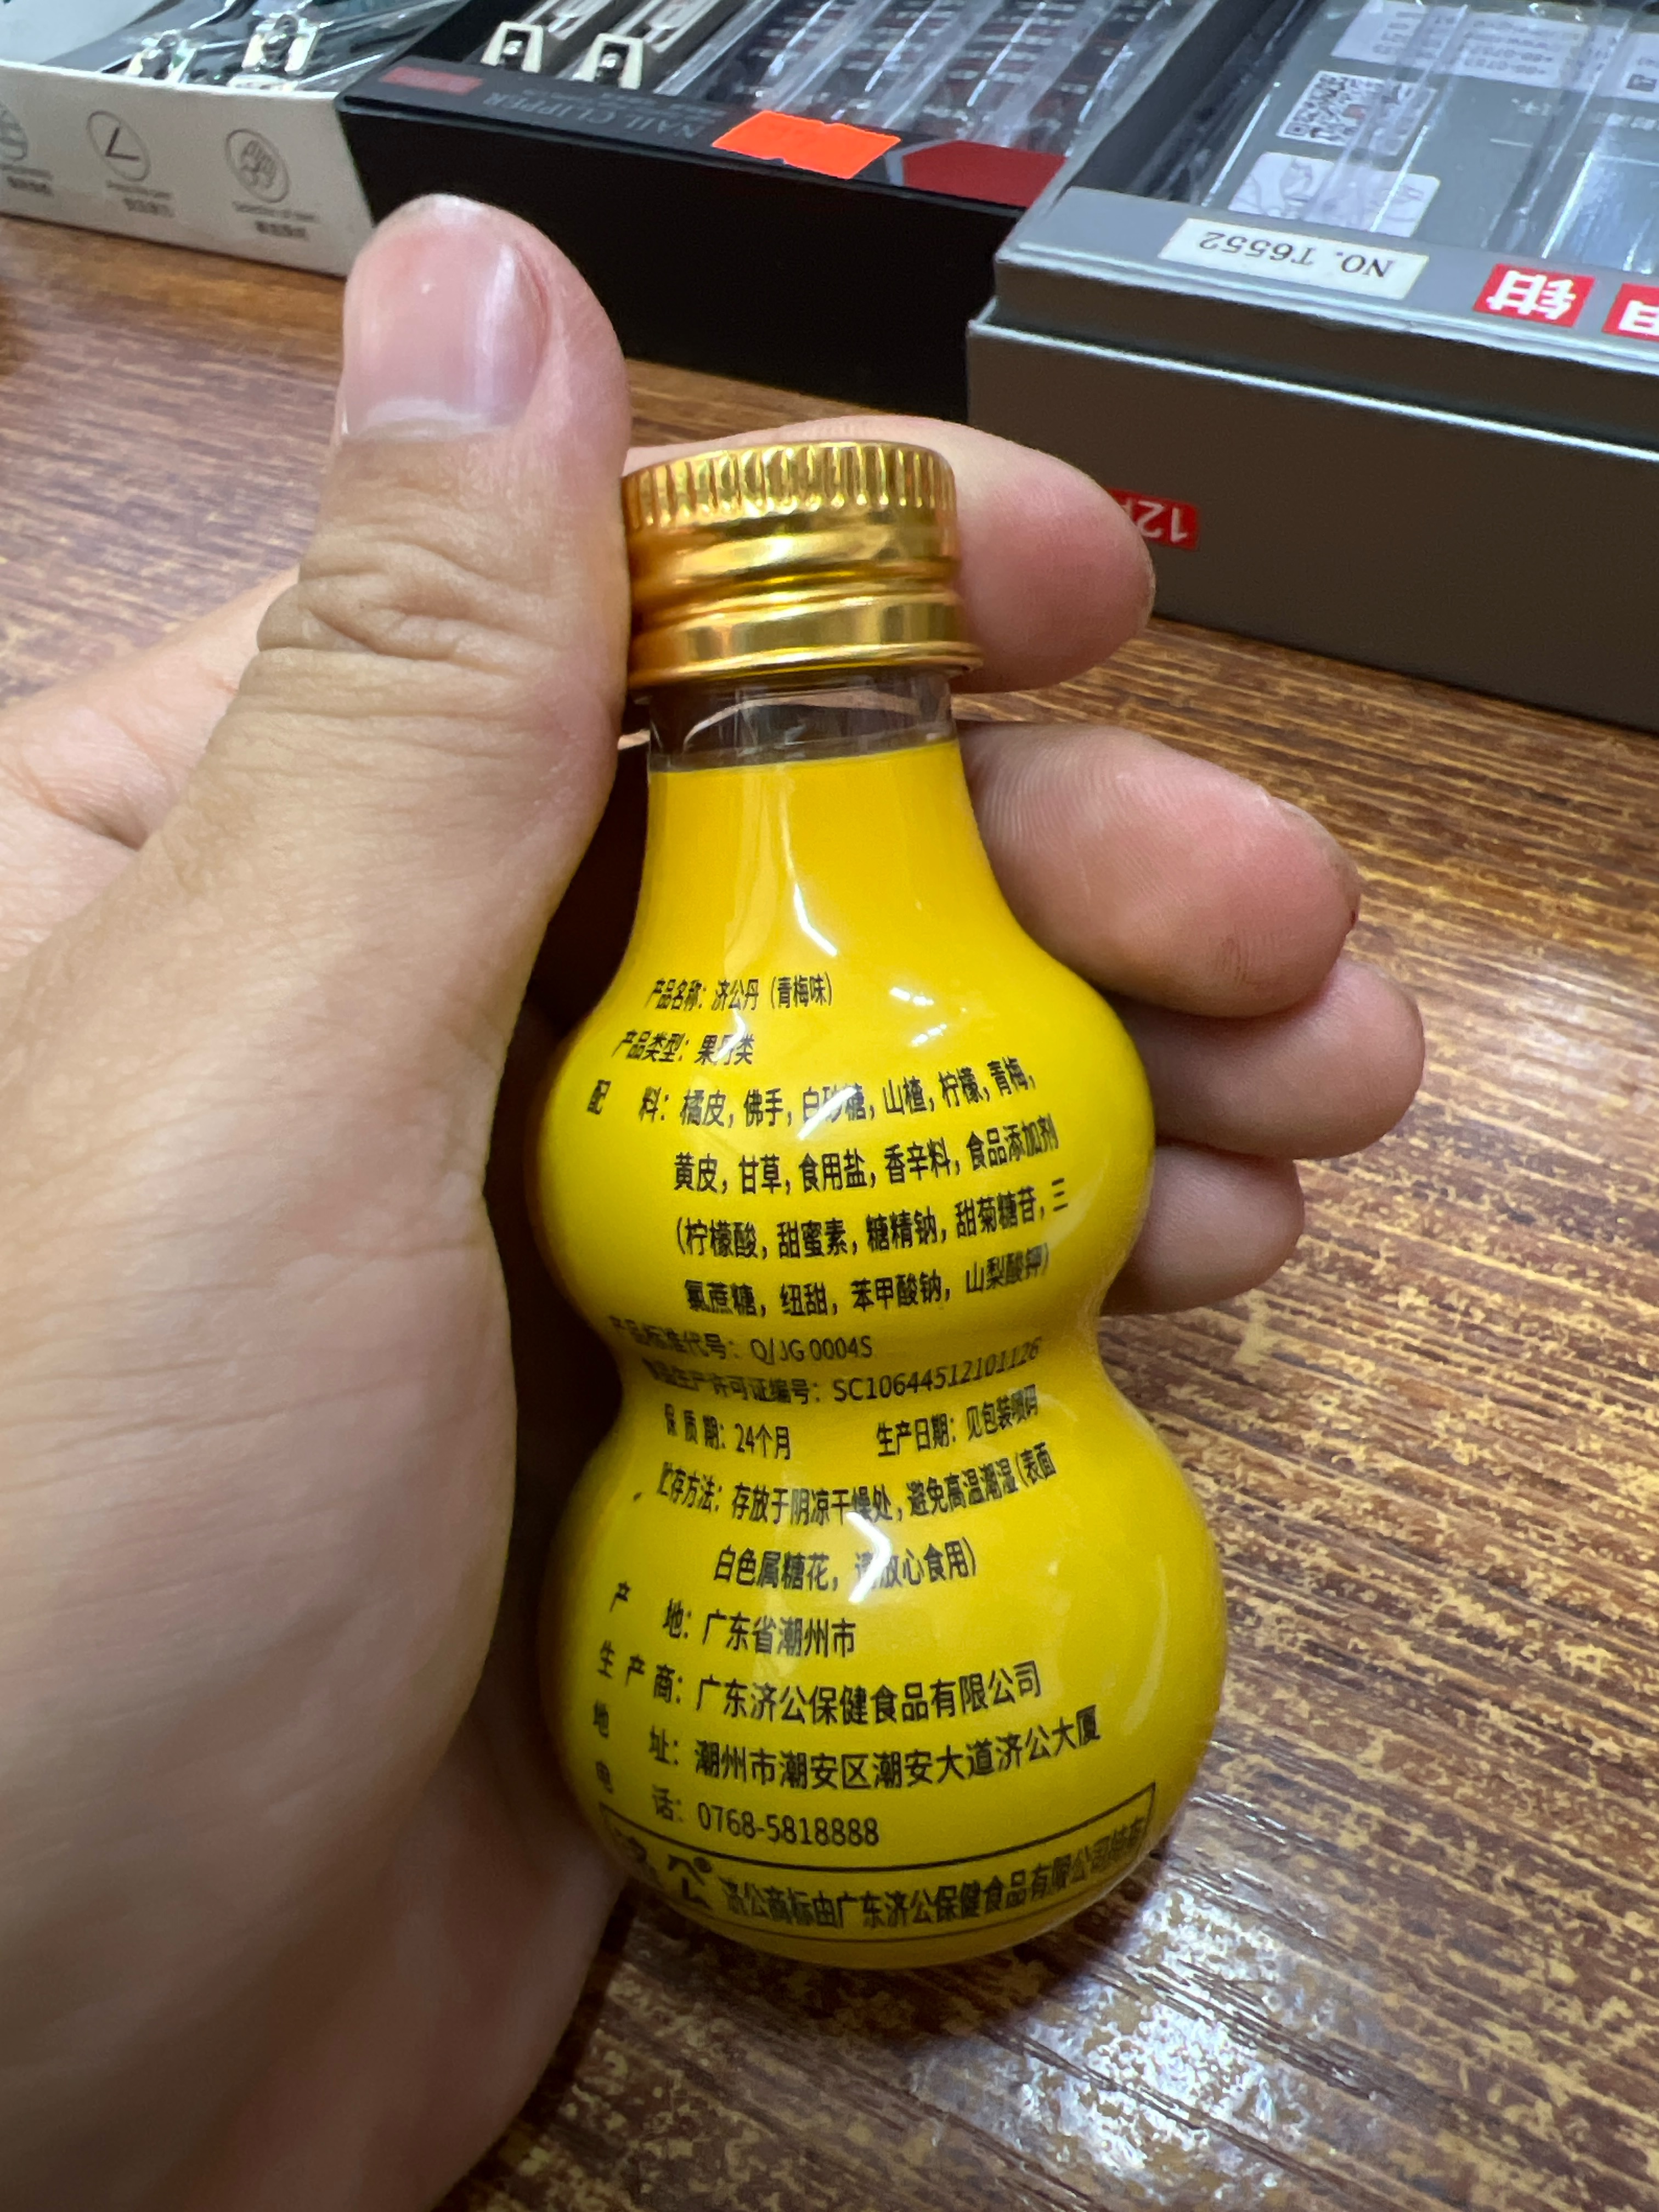 NAIL CLIPPER
NO. T6552
钳
产品名称：济公丹（青梅味）
产品类型：果丹类
配 料：橘皮，佛手，白砂糖，山楂，柠檬，青梅，
黄皮，甘草，食用盐，香辛料，食品添加剂
（柠檬酸，甜蜜素，糖精钠，甜菊糖苷，三
氯蔗糖，纽甜，苯甲酸钠，山梨酸钾）
产品标准代号：Q/JG 0004S
食品生产许可证编号：SC10644512101126
保 质 期：24个月 生产日期：见包装喷码
贮存方法：存放于阴凉干燥处，避免高温潮湿（表面
白色属糖花，请放心食用）
产 地：广东省潮州市
生 产 商：广东济公保健食品有限公司
地 址：潮州市潮安区潮安大道济公大厦
电 话：0768-5818888
济公® 济公商标由广东济公保健食品有限公司持有